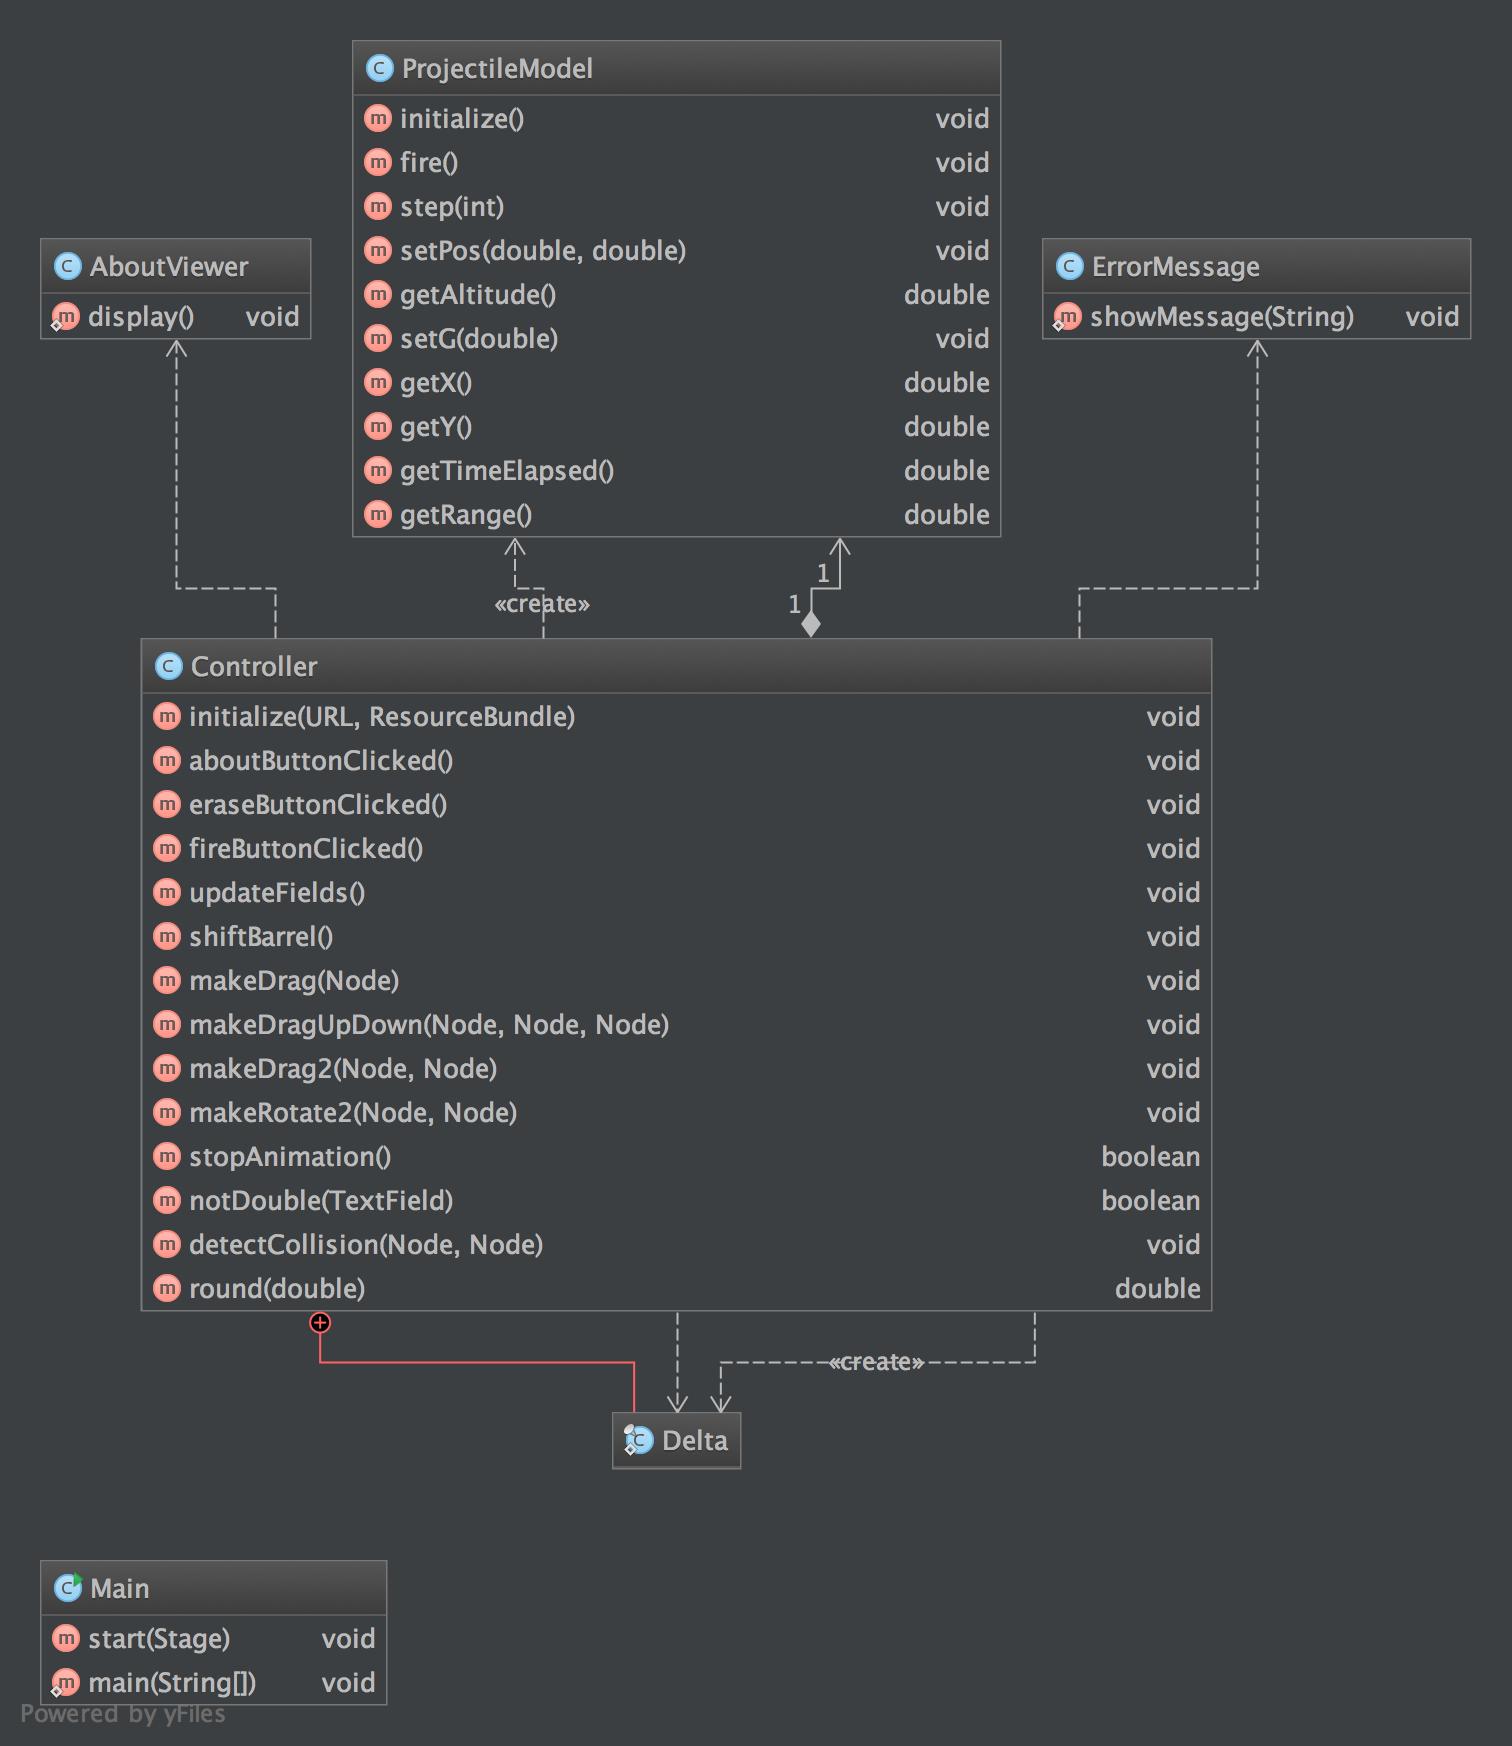 ProjectileModel
initialize() void
fire() void
step(int) void
setPos(double, double) void
getAltitude() double
setG(double) void
getX() double
getY() double
getTimeElapsed() double
getRange() double
AboutViewer
display() void
ErrorMessage
showMessage(String) void
1
«create»
1
Controller
initialize(URL, ResourceBundle) void
aboutButtonClicked() void
eraseButtonClicked() void
fireButtonClicked() void
updateFields() void
shiftBarrel() void
makeDrag(Node) void
makeDragUpDown(Node, Node, Node) void
makeDrag2(Node, Node) void
makeRotate2(Node, Node) void
stopAnimation() boolean
notDouble(TextField) boolean
detectCollision(Node, Node) void
round(double) double
«create»
Delta
Main
start(Stage) void
main(String[]) void
Powered by yFiles